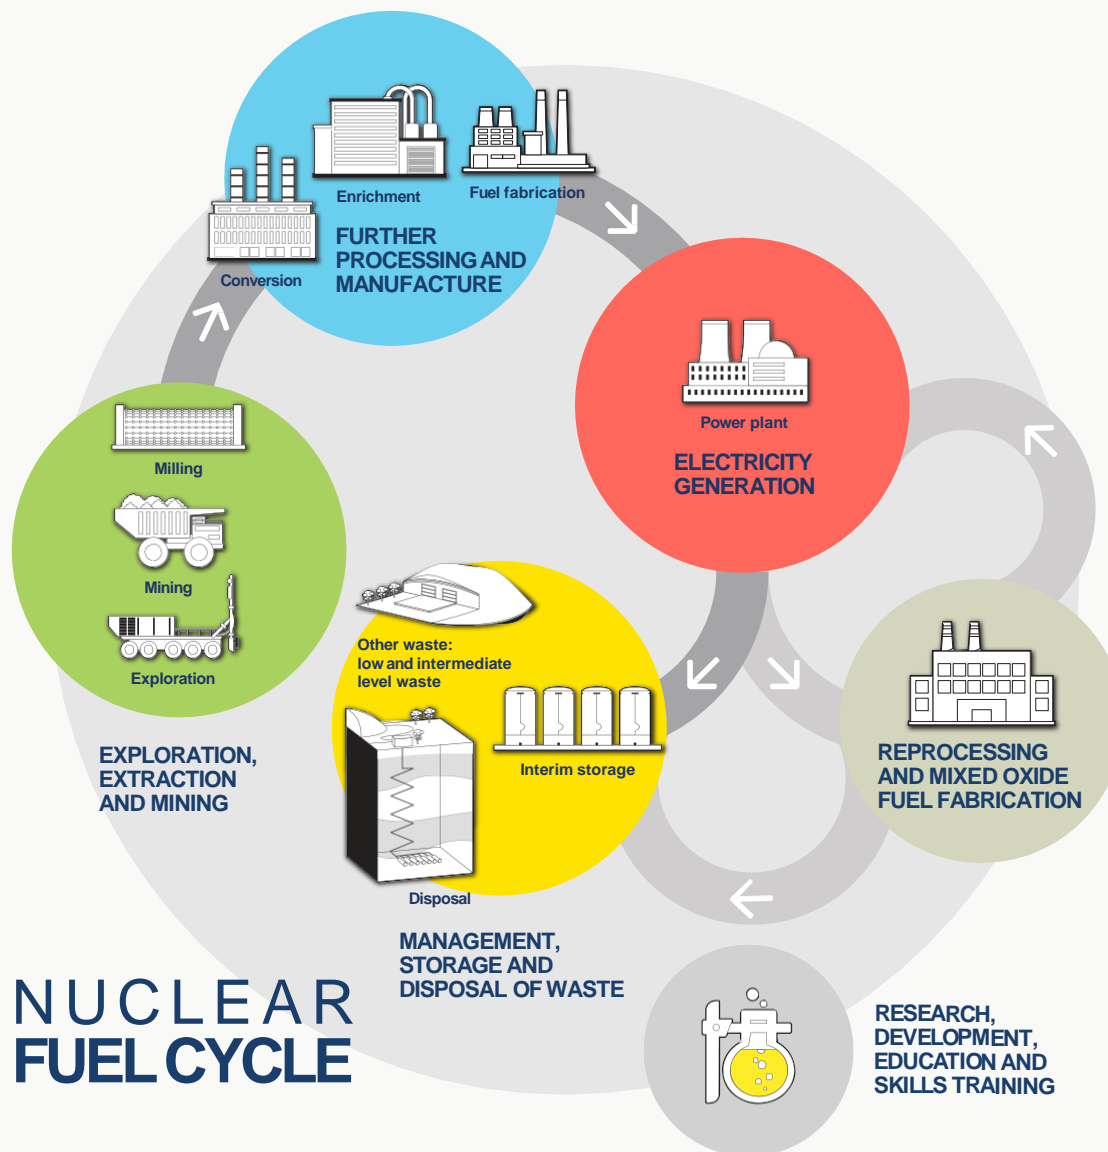 Enrichment
Fuel fabrication
Conversion
FURTHER
PROCESSING AND
MANUFACTURE
Power plant
ELECTRICITY
GENERATION
Milling
Mining
Exploration
EXPLORATION,
EXTRACTION
AND MINING
Other waste:
low and intermediate
level waste
Interim storage
Disposal
MANAGEMENT,
STORAGE AND
DISPOSAL OF WASTE
REPROCESSING
AND MIXED OXIDE
FUEL FABRICATION
RESEARCH,
DEVELOPMENT,
EDUCATION AND
SKILLS TRAINING
NUCLEAR
FUEL CYCLE